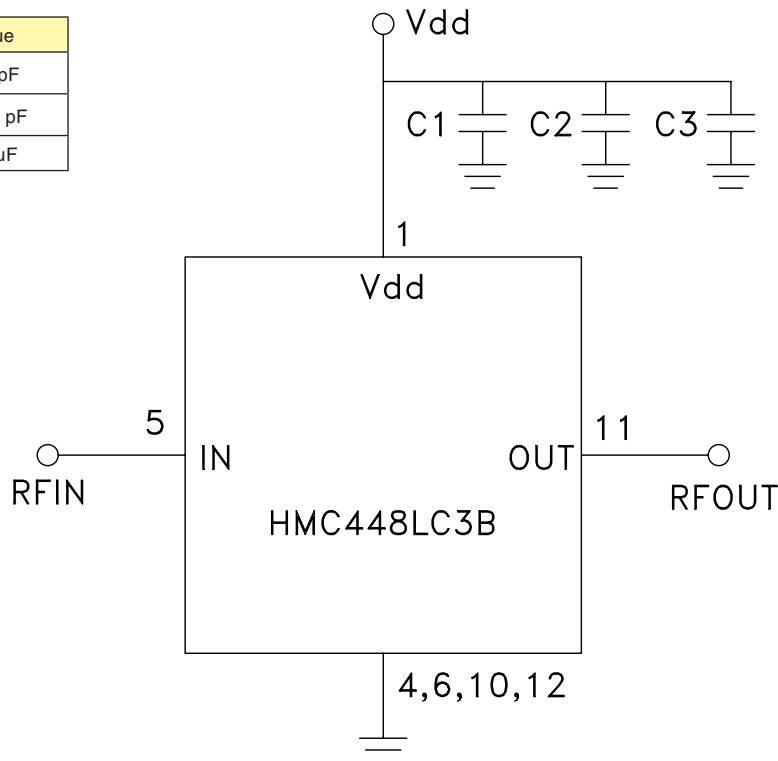 Vdd
pF
pF
uF
C1 C2 C3
1
Vdd
5
11
IN
OUT
RFIN
RFOUT
HMC448LC3B
4,6,10,12